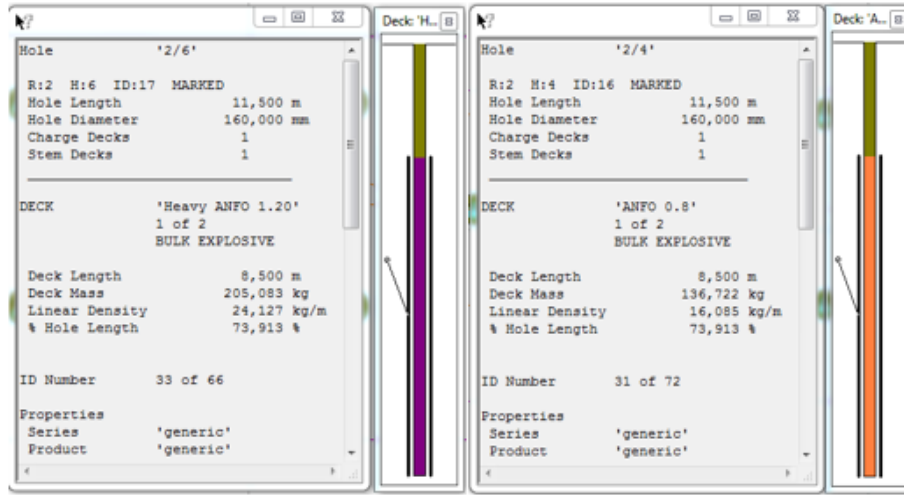 Hole '2/6'
R:2 H:6 ID:17 MARKED
Hole Length 11,500 m
Hole Diameter 160,000 mm
Charge Decks 1
Stem Decks 1
DECK 'Heavy ANFO 1.20'
1 of 2
BULK EXPLOSIVE
Deck Length 8,500 m
Deck Mass 205,083 kg
Linear Density 24,127 kg/m
% Hole Length 73,913 %
ID Number 33 of 66
Properties
Series 'generic'
Product 'generic'
Deck: 'H...
Hole '2/4'
R:2 H:4 ID:16 MARKED
Hole Length 11,500 m
Hole Diameter 160,000 mm
Charge Decks 1
Stem Decks 1
DECK 'ANFO 0.8'
1 of 2
BULK EXPLOSIVE
Deck Length 8,500 m
Deck Mass 136,722 kg
Linear Density 16,085 kg/m
% Hole Length 73,913 %
ID Number 31 of 72
Properties
Series 'generic'
Product 'generic'
Deck: 'A...